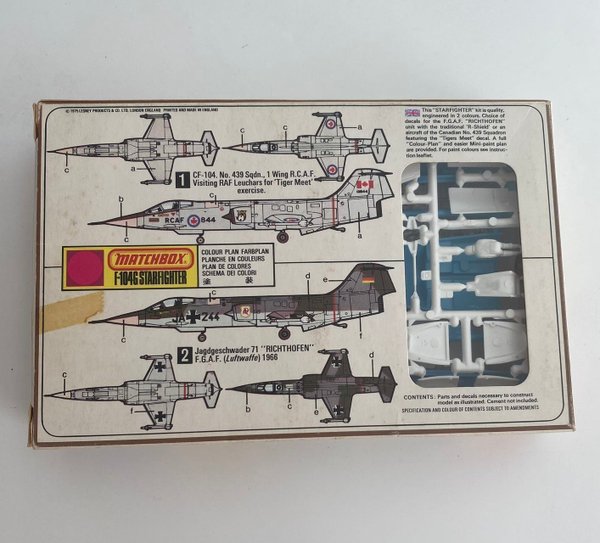 © 1975 LESNEY PRODUCTS & CO. LTD. LONDON ENGLAND PRINTED AND MADE IN ENGLAND
This "STARFIGHTER" kit is quality,
engineered in 2 colours. Choice of
decals for the F.G.A.F. "RICHTHOFEN"
unit with the traditional 'R-Shield' or an
aircraft of the Canadian No. 439 Squadron
featuring the "Tigers Meet" decal. A full
"Colour-Plan" and easier Mini-paint plan
are provided. For paint colours see instruc-
tion leaflet.
a
b
c
c
b
a
1 CF-104. No. 439 Sqdn., 1 Wing R.C.A.F.
Visiting RAF Leuchars for 'Tiger Meet'
exercise.
c
RCAF 844
b
a
MATCHBOX
F-104G STARFIGHTER
COLOUR PLAN FARBPLAN
PLANCHE EN COULEURS
PLAN DE COLORES
SCHEMA DEI COLORI
d
e
c
JA 244
c
f
2 Jagdgeschwader 71 "RICHTHOFEN"
F.G.A.F. (Luftwaffe) 1966
d
c
f
b
c
e
CONTENTS: Parts and decals necessary to construct
model as illustrated. Cement not included.
SPECIFICATION AND COLOUR OF CONTENTS SUBJECT TO AMENDMENTS